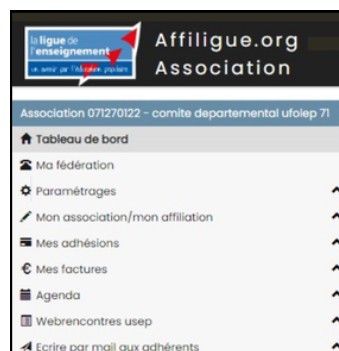 la ligue de
l'enseignement
un avenir par l'éducation populaire
Affiligue.org
Association
Association 071270122 - comite departemental ufolep 71
Tableau de bord
Ma fédération
Paramétrages
Mon association/mon affiliation
Mes adhésions
Mes factures
Agenda
Webrencontres usep
Ecrire par mail aux adhérents